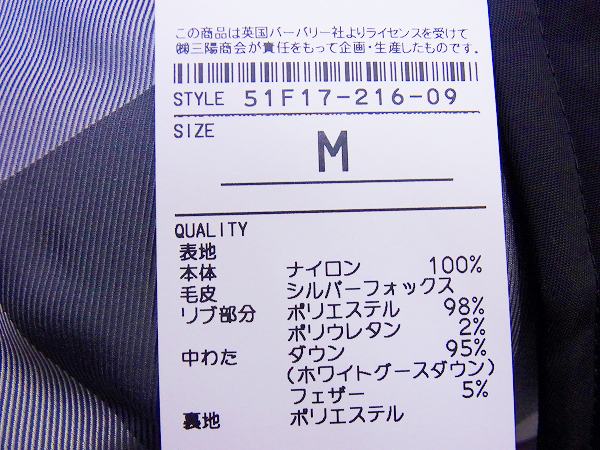 この商品は英国バーバリー社よりライセンスを受けて
㈱三陽商会が責任をもって企画・生産したものです。
STYLE 51F17-216-09
SIZE
M
QUALITY
表地
本体 ナイロン 100%
毛皮 シルバーフォックス
リブ部分 ポリエステル 98%
ポリウレタン 2%
中わた ダウン 95%
(ホワイトグースダウン)
フェザー 5%
裏地 ポリエステル